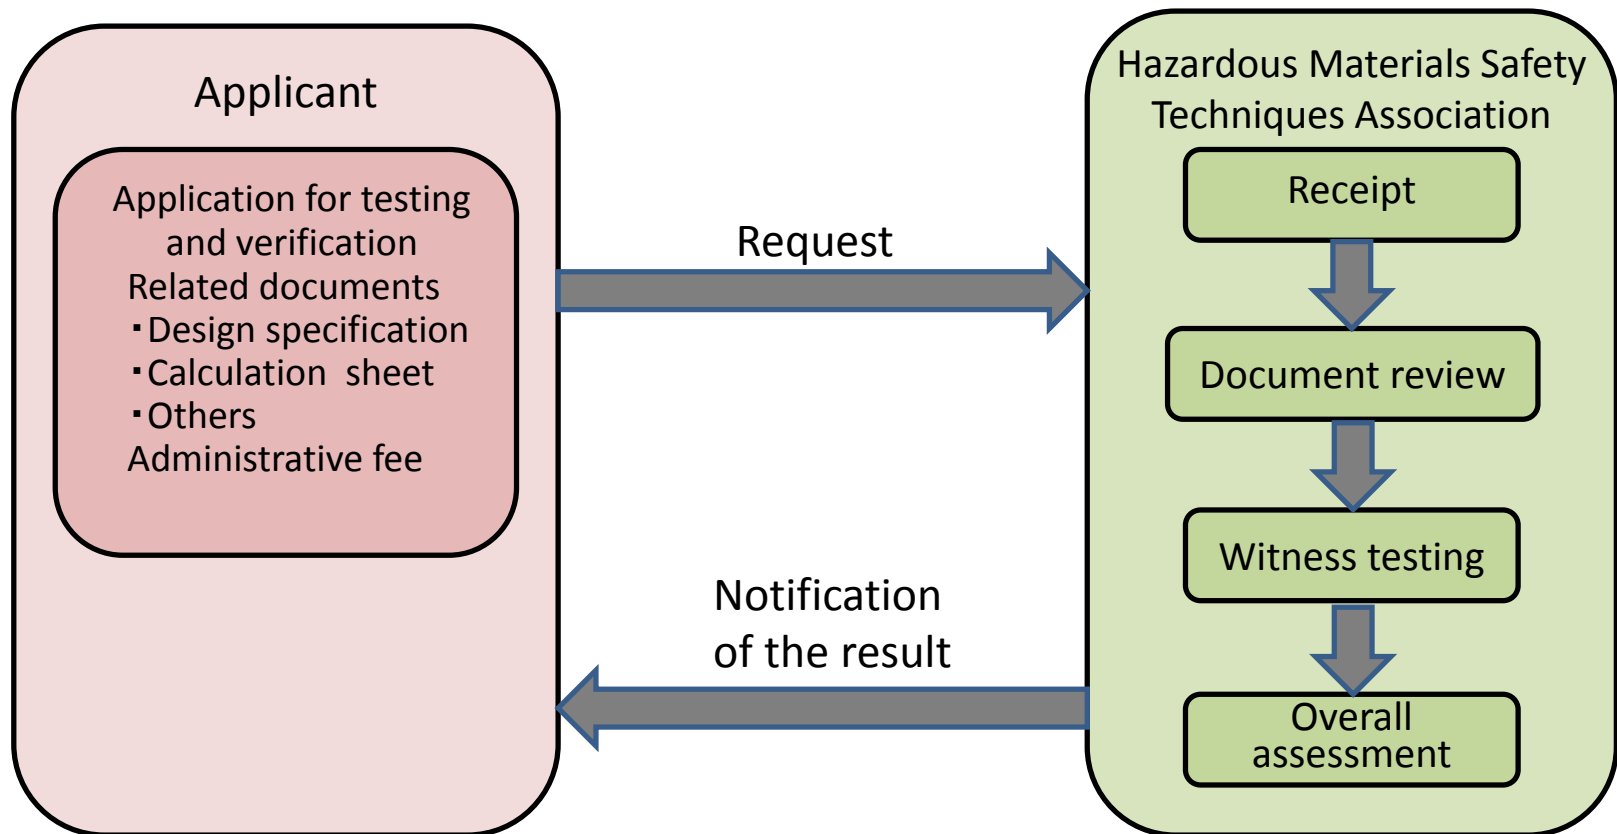 Applicant
Application for testing
and verification
Related documents
・Design specification
・Calculation sheet
・Others
Administrative fee
Request
Notification
of the result
Hazardous Materials Safety
Techniques Association
Receipt
Document review
Witness testing
Overall
assessment